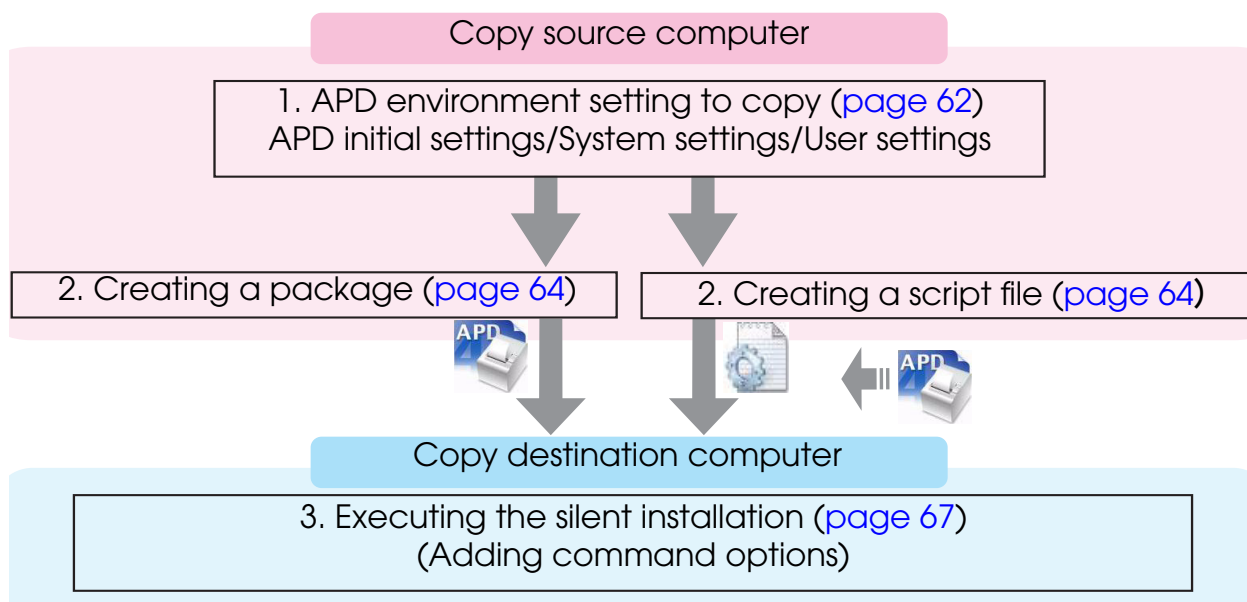 Copy source computer
1. APD environment setting to copy (page 62)
APD initial settings/System settings/User settings
2. Creating a package (page 64)
2. Creating a script file (page 64)
APD
APD
Copy destination computer
3. Executing the silent installation (page 67)
(Adding command options)